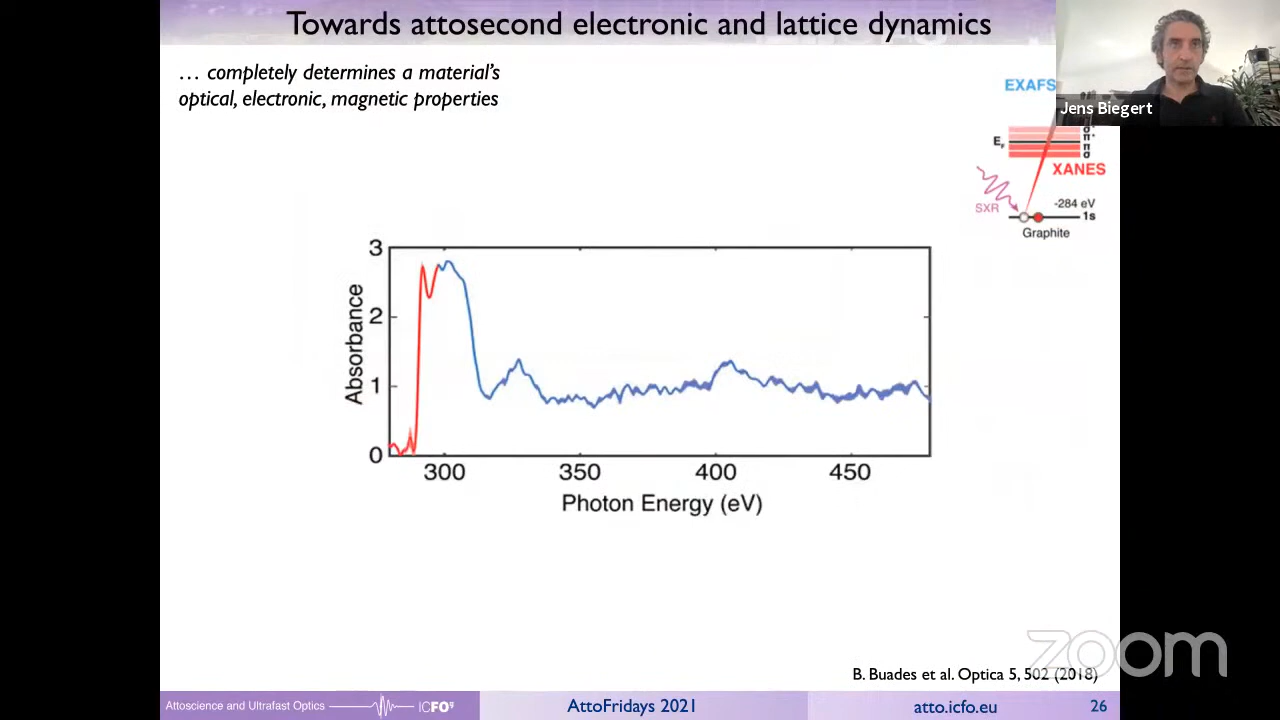 Towards attosecond electronic and lattice dynamics
… completely determines a material's
optical, electronic, magnetic properties
Jens Biegert
EXAFS
EF
π*
π
σ
XANES
SXR
-284 eV
1s
Graphite
3
2
1
0
Absorbance
300
350
400
450
Photon Energy (eV)
zoom
B. Buades et al. Optica 5, 502 (2018)
Attoscience and Ultrafast Optics
ICFO
AttoFridays 2021
atto.icfo.eu
26